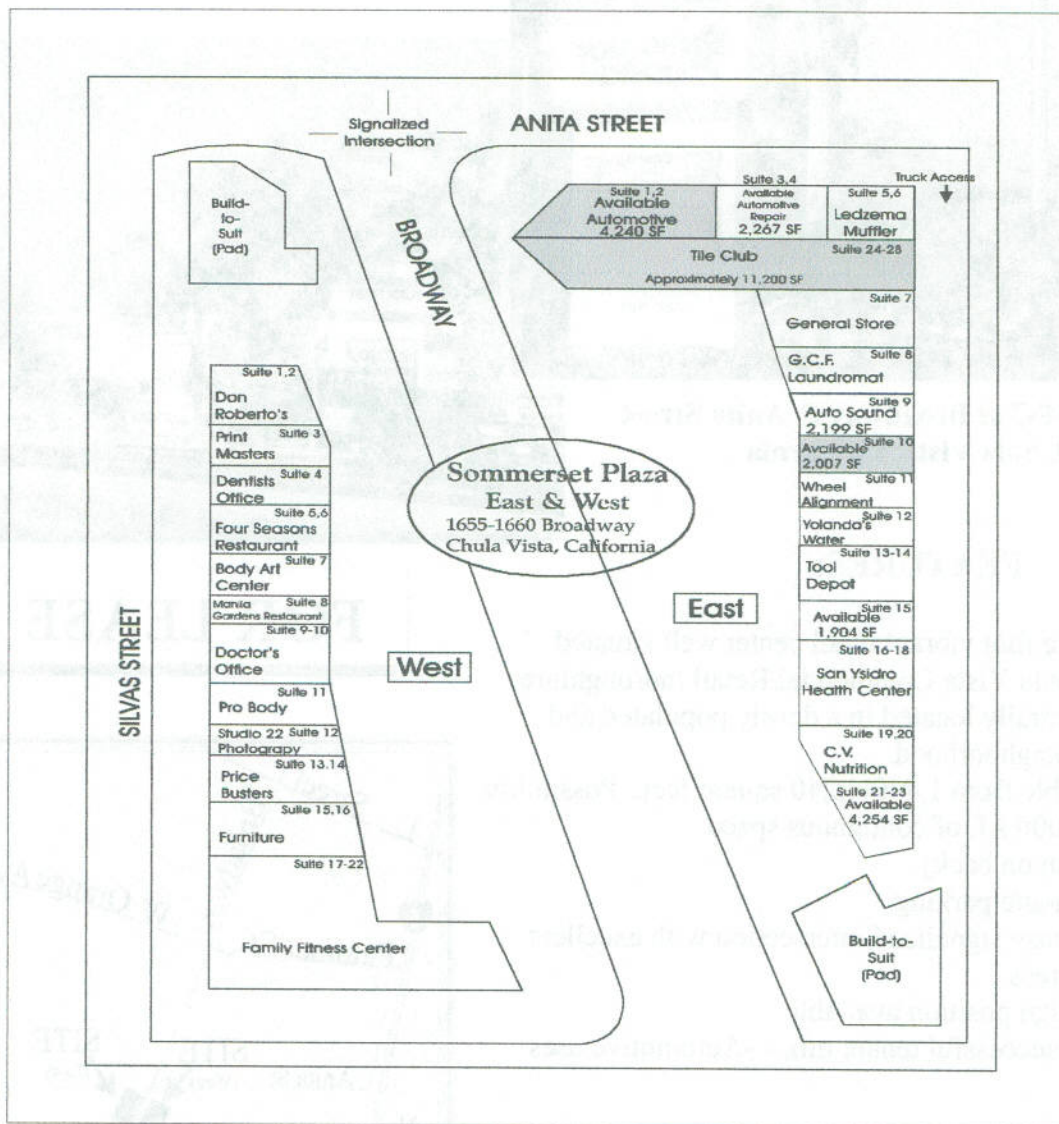 Signalized
Intersection
ANITA STREET
BROADWAY
SILVAS STREET
Truck Access
Build-
to-
Suit
(Pad)
Suite 1,2
Available
Automotive
4,240 SF
Suite 3,4
Available
Automotive
Repair
2,267 SF
Suite 5,6
Ledzema
Muffler
Suite 24-28
Tile Club
Approximately 11,200 SF
Suite 7
General Store
Suite 8
G.C.F.
Laundromat
Suite 9
Auto Sound
2,199 SF
Suite 10
Available
2,007 SF
Suite 11
Wheel
Alignment
Suite 12
Yolanda's
Water
Suite 13-14
Tool
Depot
Suite 15
Available
1,904 SF
Suite 16-18
San Ysidro
Health Center
Suite 19,20
C.V.
Nutrition
Suite 21-23
Available
4,254 SF
Build-to-
Suit
(Pad)
East
Sommerset Plaza
East & West
1655-1660 Broadway
Chula Vista, California
West
Suite 1,2
Don
Roberto's
Suite 3
Print
Masters
Suite 4
Dentists
Office
Suite 5,6
Four Seasons
Restaurant
Suite 7
Body Art
Center
Suite 8
Manila
Gardens Restaurant
Suite 9-10
Doctor's
Office
Suite 11
Pro Body
Suite 12
Studio 22
Photograpy
Suite 13.14
Price
Busters
Suite 15,16
Furniture
Suite 17-22
Family Fitness Center